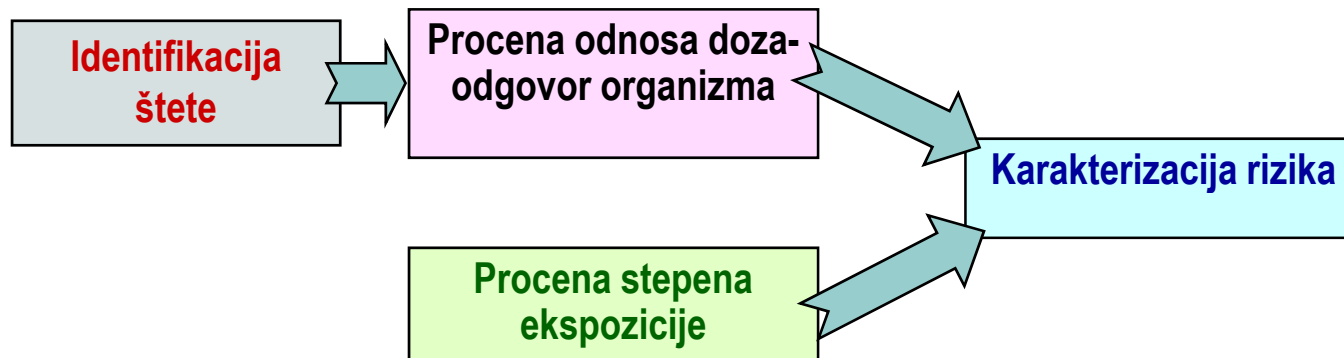 Identifikacija
štete
Procena odnosa doza-
odgovor organizma
Karakterizacija rizika
Procena stepena
ekspozicije